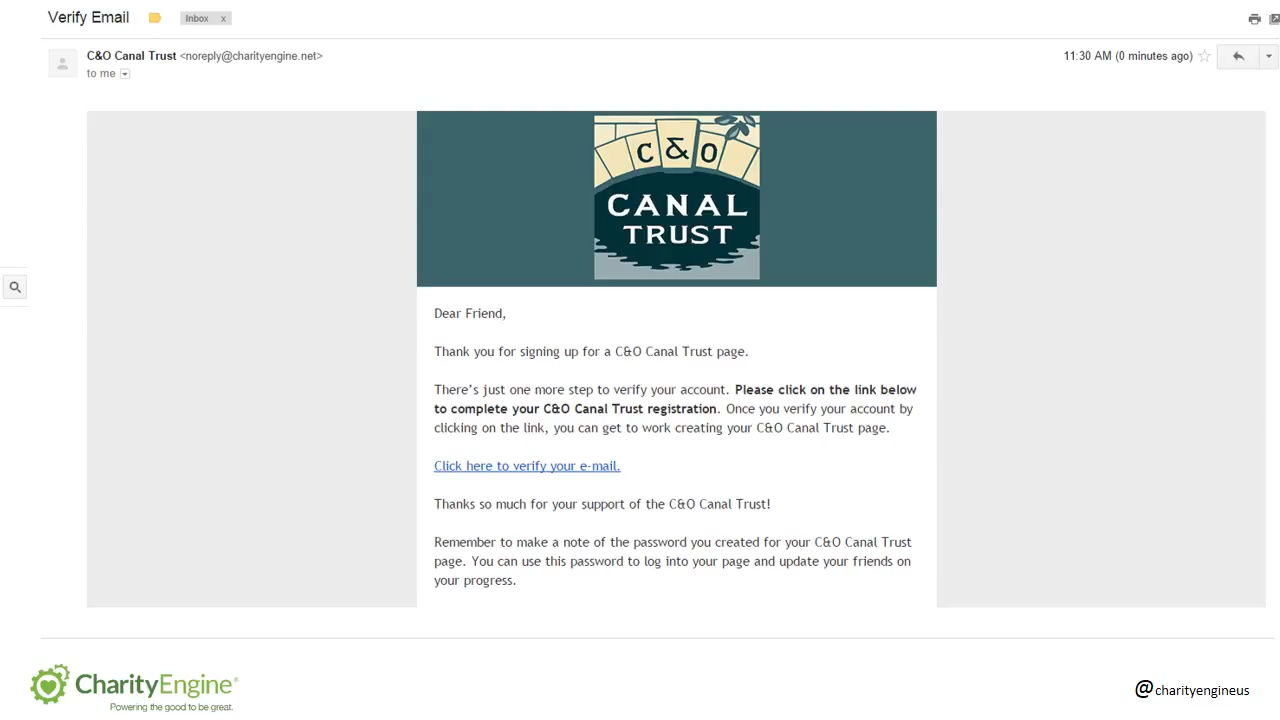 Verify Email
Inbox x
C&O Canal Trust <noreply@charityengine.net>
11:30 AM (0 minutes ago)
to me
C & O
CANAL
TRUST
Dear Friend,
Thank you for signing up for a C&O Canal Trust page.
There's just one more step to verify your account. Please click on the link below
to complete your C&O Canal Trust registration. Once you verify your account by
clicking on the link, you can get to work creating your C&O Canal Trust page.
Click here to verify your e-mail.
Thanks so much for your support of the C&O Canal Trust!
Remember to make a note of the password you created for your C&O Canal Trust
page. You can use this password to log into your page and update your friends on
your progress.
CharityEngine®
Powering the good to be great.
@charityengineus